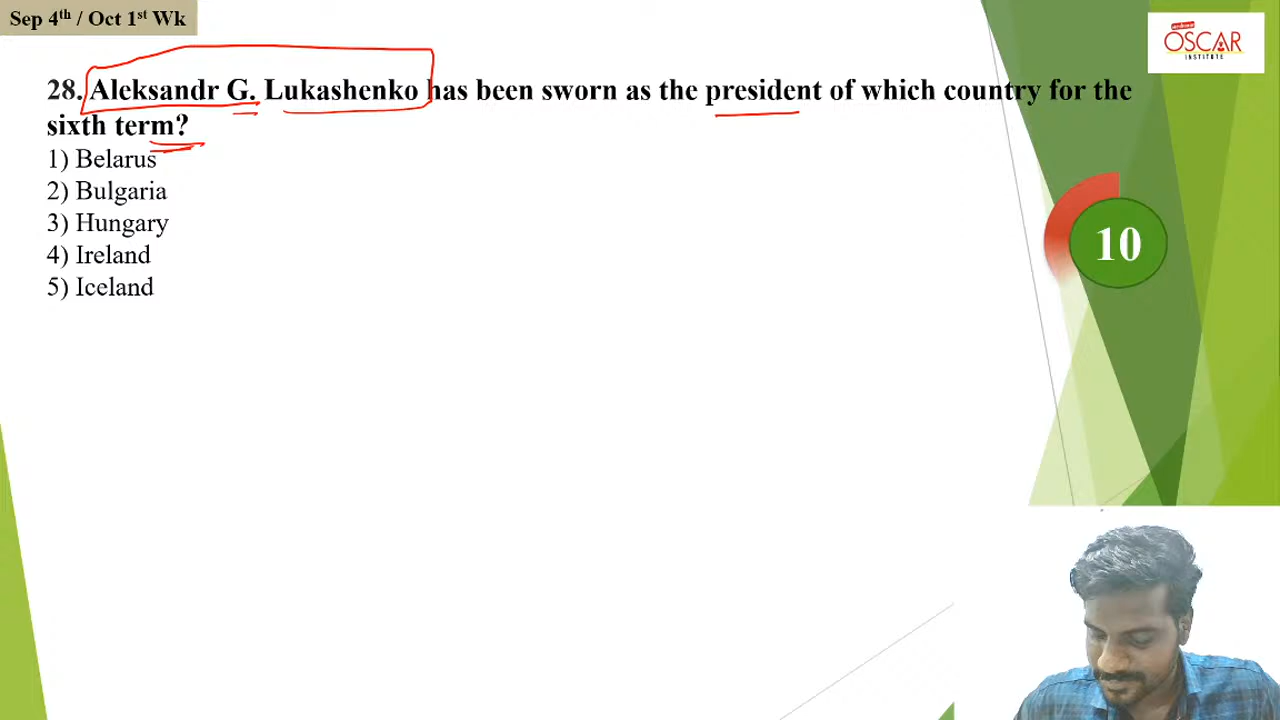 Sep 4th / Oct 1st Wk
OSCAR
INSTITUTE
28. Aleksandr G. Lukashenko has been sworn as the president of which country for the
sixth term?
1) Belarus
2) Bulgaria
3) Hungary
4) Ireland
5) Iceland
10